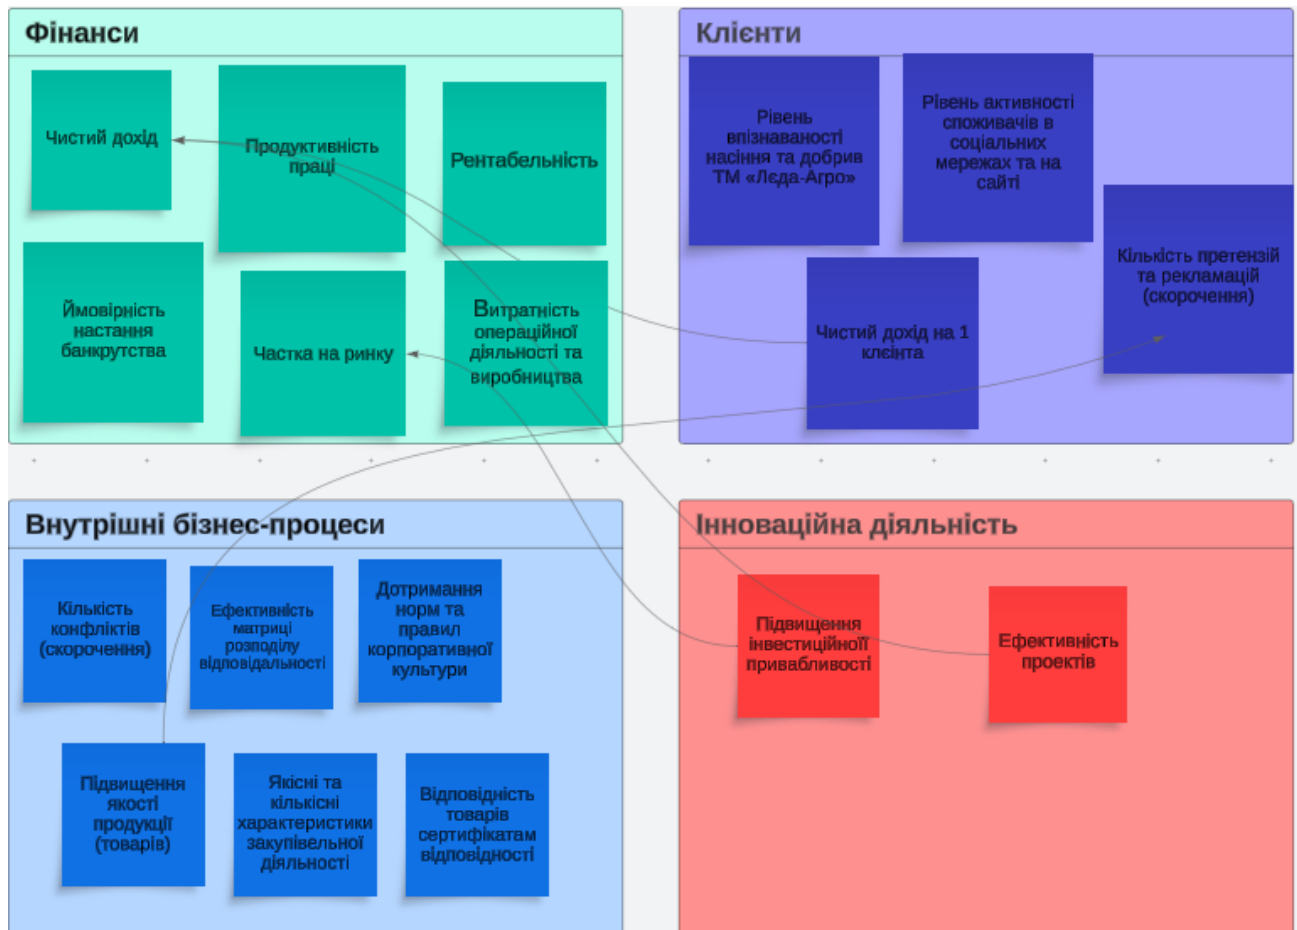 Фінанси
Чистий дохід
Продуктивність
праці
Рентабельність
Ймовірність
настання
банкрутства
Частка на ринку
Витратність
операційної
діяльності та
виробництва
Клієнти
Рівень
впізнаваності
насіння та добрив
ТМ «Лєда-Агро»
Рівень активності
споживачів в
соціальних
мережах та на
сайті
Кількість претензій
та рекламацій
(скорочення)
Чистий дохід на 1
клєінта
Внутрішні бізнес-процеси
Кількість
конфліктів
(скорочення)
Ефективність
матриці
розподілу
відповідальності
Дотримання
норм та
правил
корпоративної
культури
Підвищення
якості
продукції
(товарів)
Якісні та
кількісні
характеристики
закупівельної
діяльності
Відповідність
товарів
сертифікатам
відповідності
Інноваційна діяльність
Підвищення
інвестиційноїї
привабливості
Ефективність
проектів